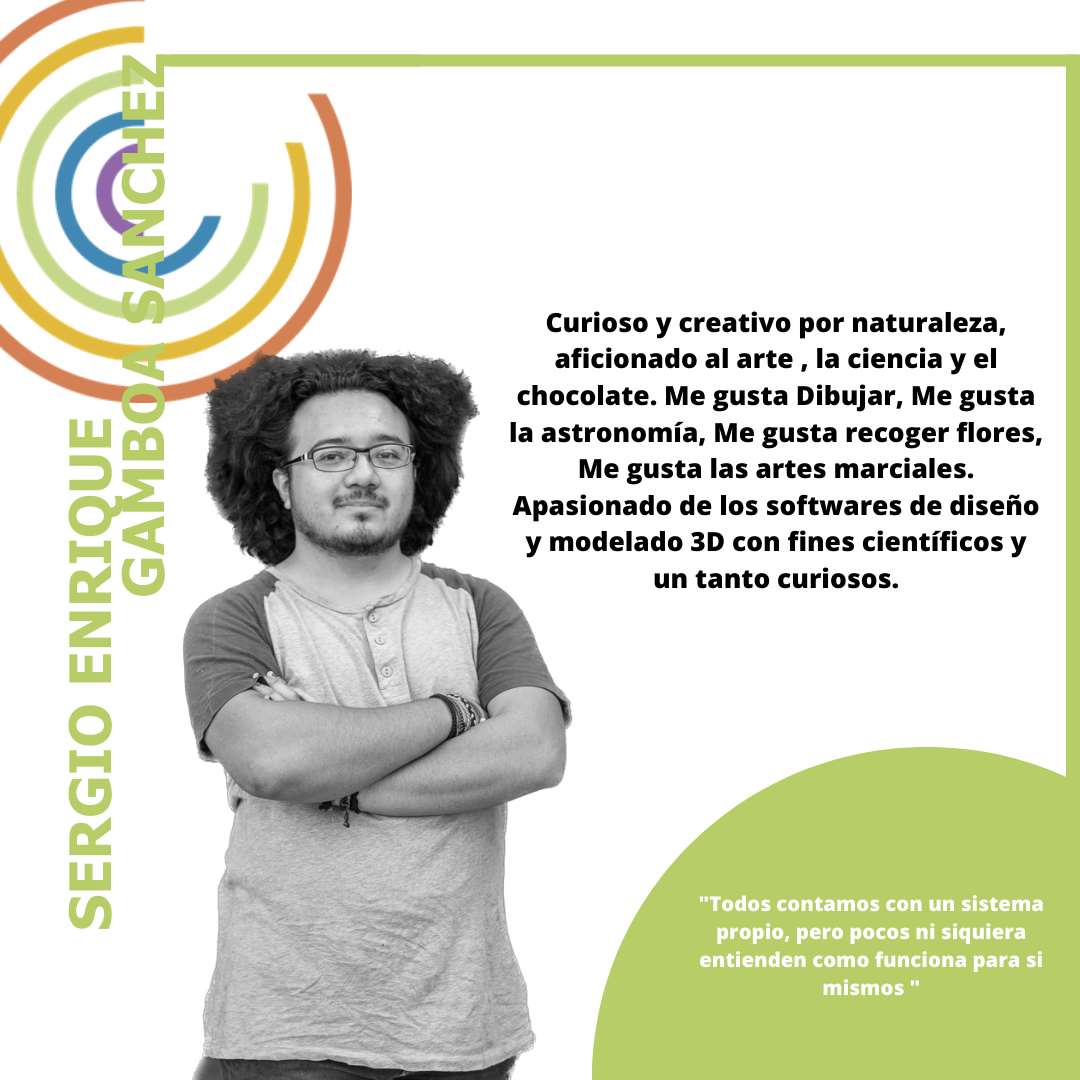 SERGIO ENRIQUE
GAMBOA SANCHEZ
Curioso y creativo por naturaleza,
aficionado al arte , la ciencia y el
chocolate. Me gusta Dibujar, Me gusta
la astronomía, Me gusta recoger flores,
Me gusta las artes marciales.
Apasionado de los softwares de diseño
y modelado 3D con fines científicos y
un tanto curiosos.
"Todos contamos con un sistema
propio, pero pocos ni siquiera
entienden como funciona para si
mismos "